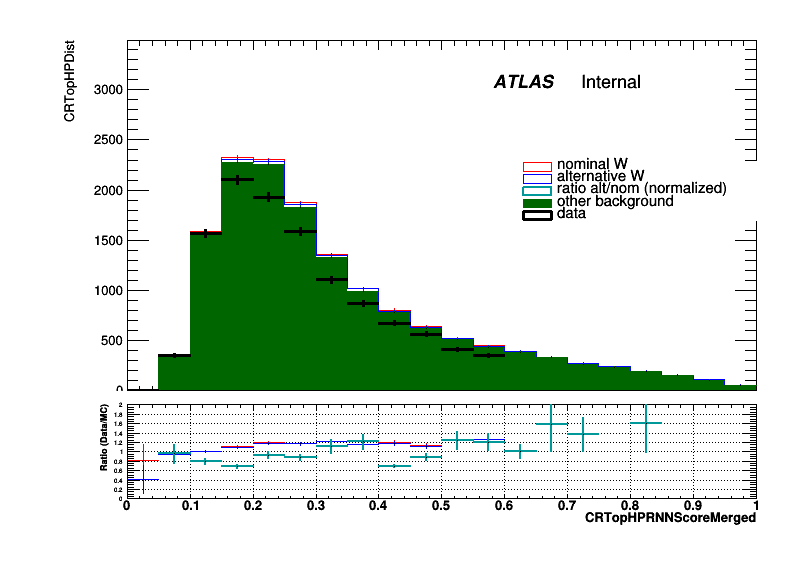 CRTopHPDist
ATLAS Internal
3000
2500
2000
1500
1000
500
0
nominal W
alternative W
ratio alt/nom (normalized)
other background
data
Ratio (Data/MC)
2
1.8
1.6
1.4
1.2
1
0.8
0.6
0.4
0.2
0
0 0.1 0.2 0.3 0.4 0.5 0.6 0.7 0.8 0.9 1
CRTopHPRNNScoreMerged